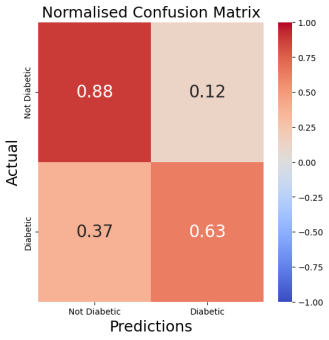 Normalised Confusion Matrix
Actual
Not Diabetic
0.88
0.12
Diabetic
0.37
0.63
Not Diabetic
Diabetic
Predictions
1.00
0.75
0.50
0.25
0.00
−0.25
−0.50
−0.75
−1.00